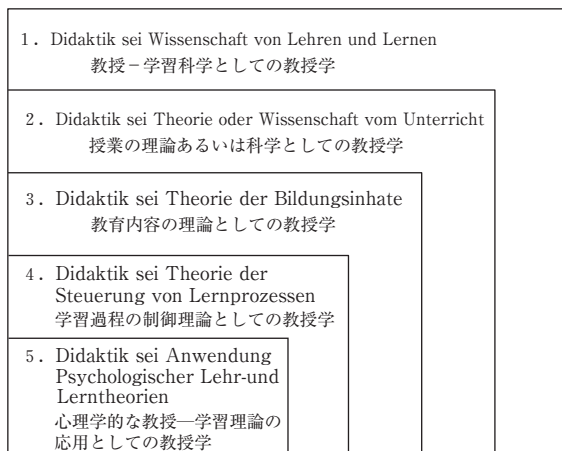 1．Didaktik sei Wissenschaft von Lehren und Lernen
教授－学習科学としての教授学
2．Didaktik sei Theorie oder Wissenschaft vom Unterricht
授業の理論あるいは科学としての教授学
3．Didaktik sei Theorie der Bildungsinhate
教育内容の理論としての教授学
4．Didaktik sei Theorie der
Steuerung von Lernprozessen
学習過程の制御理論としての教授学
5．Didaktik sei Anwendung
Psychologischer Lehr-und
Lerntheorien
心理学的な教授―学習理論の
応用としての教授学